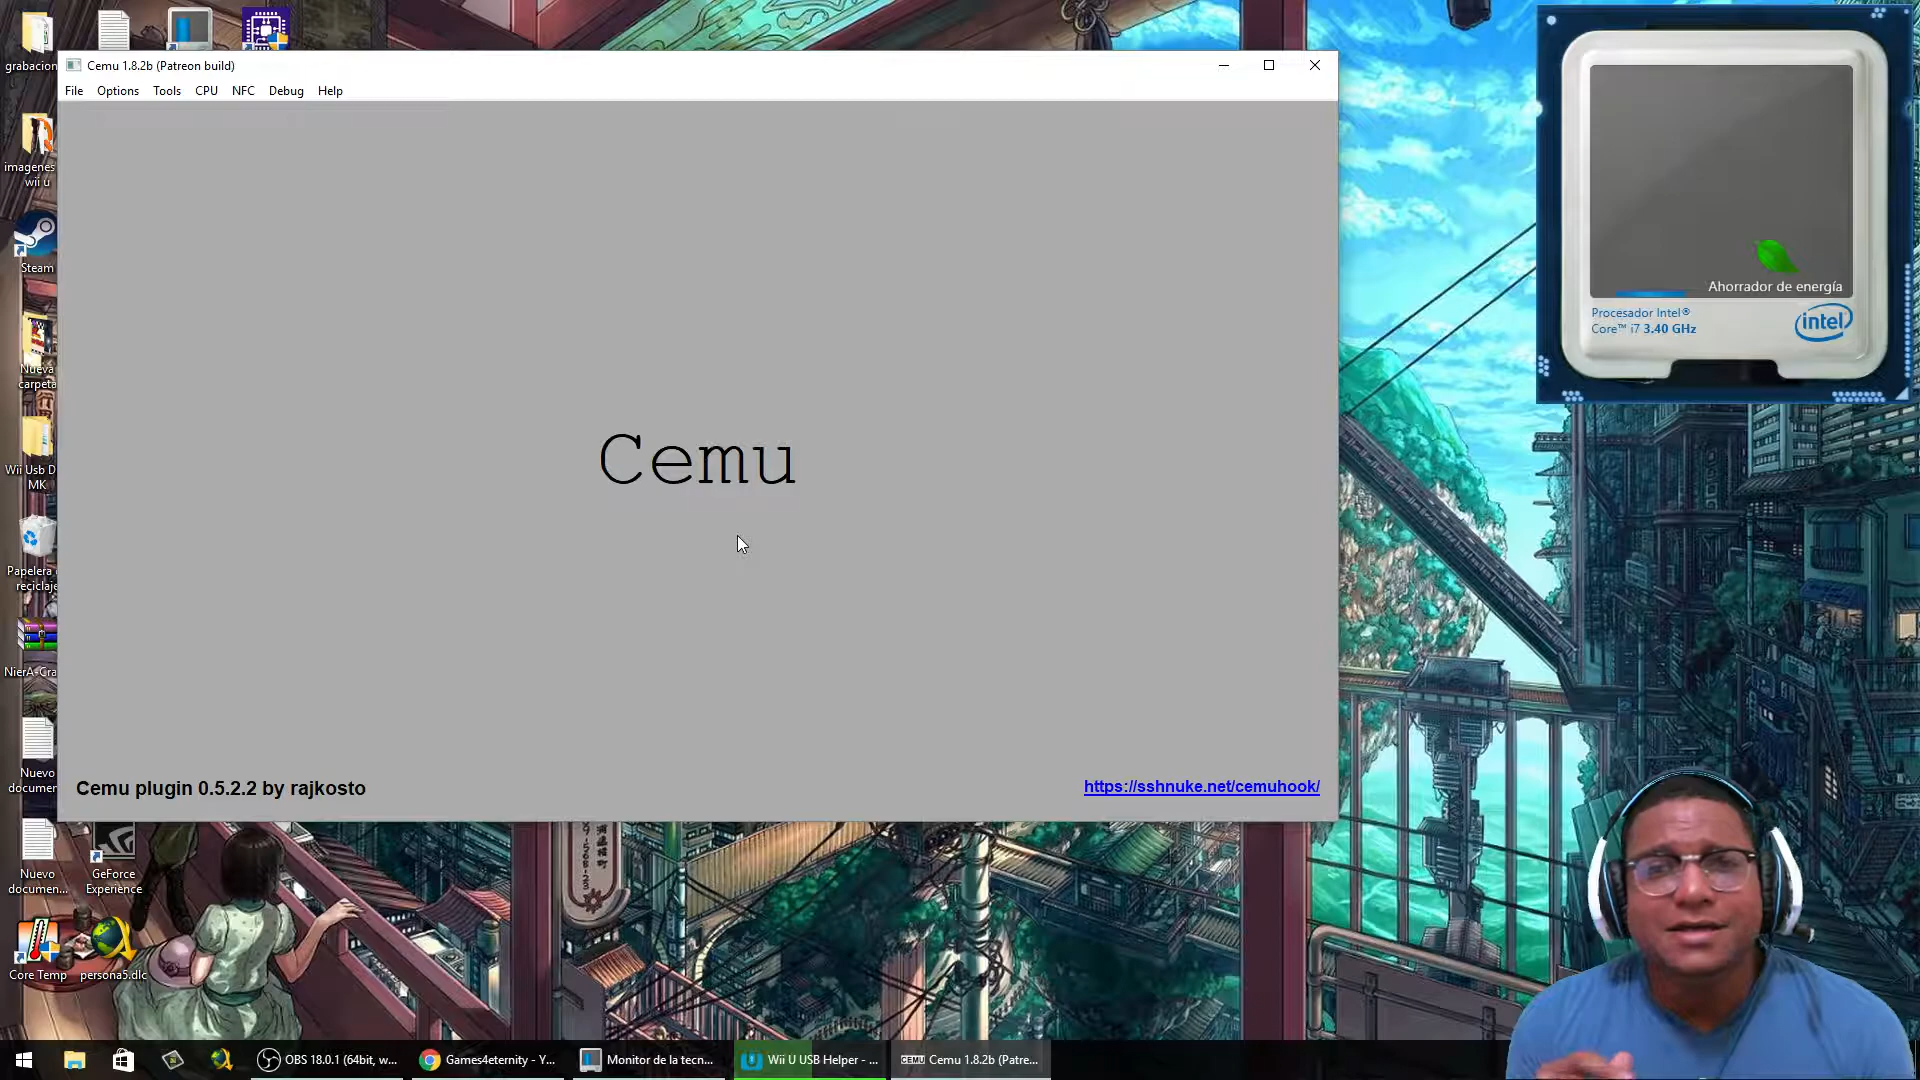 grabacion
Cemu 1.8.2b (Patreon build)
File Options Tools CPU NFC Debug Help
Cemu
Cemu plugin 0.5.2.2 by rajkosto
https://sshnuke.net/cemuhook/
Ahorrador de energía
Procesador Intel®
Core™ i7 3.40 GHz
intel
imagenes
wii u
Steam
Nueva
carpeta
Wii Usb D
MK
Papelera
reciclaje
NierA-Cra
Nuevo
documen
Nuevo
documen...
GeForce
Experience
Core Temp
persona5.dlc
OBS 18.0.1 (64bit, w...
Games4eternity - Y...
Monitor de la tecn...
Wii U USB Helper - ...
CEMU
Cemu 1.8.2b (Patre...